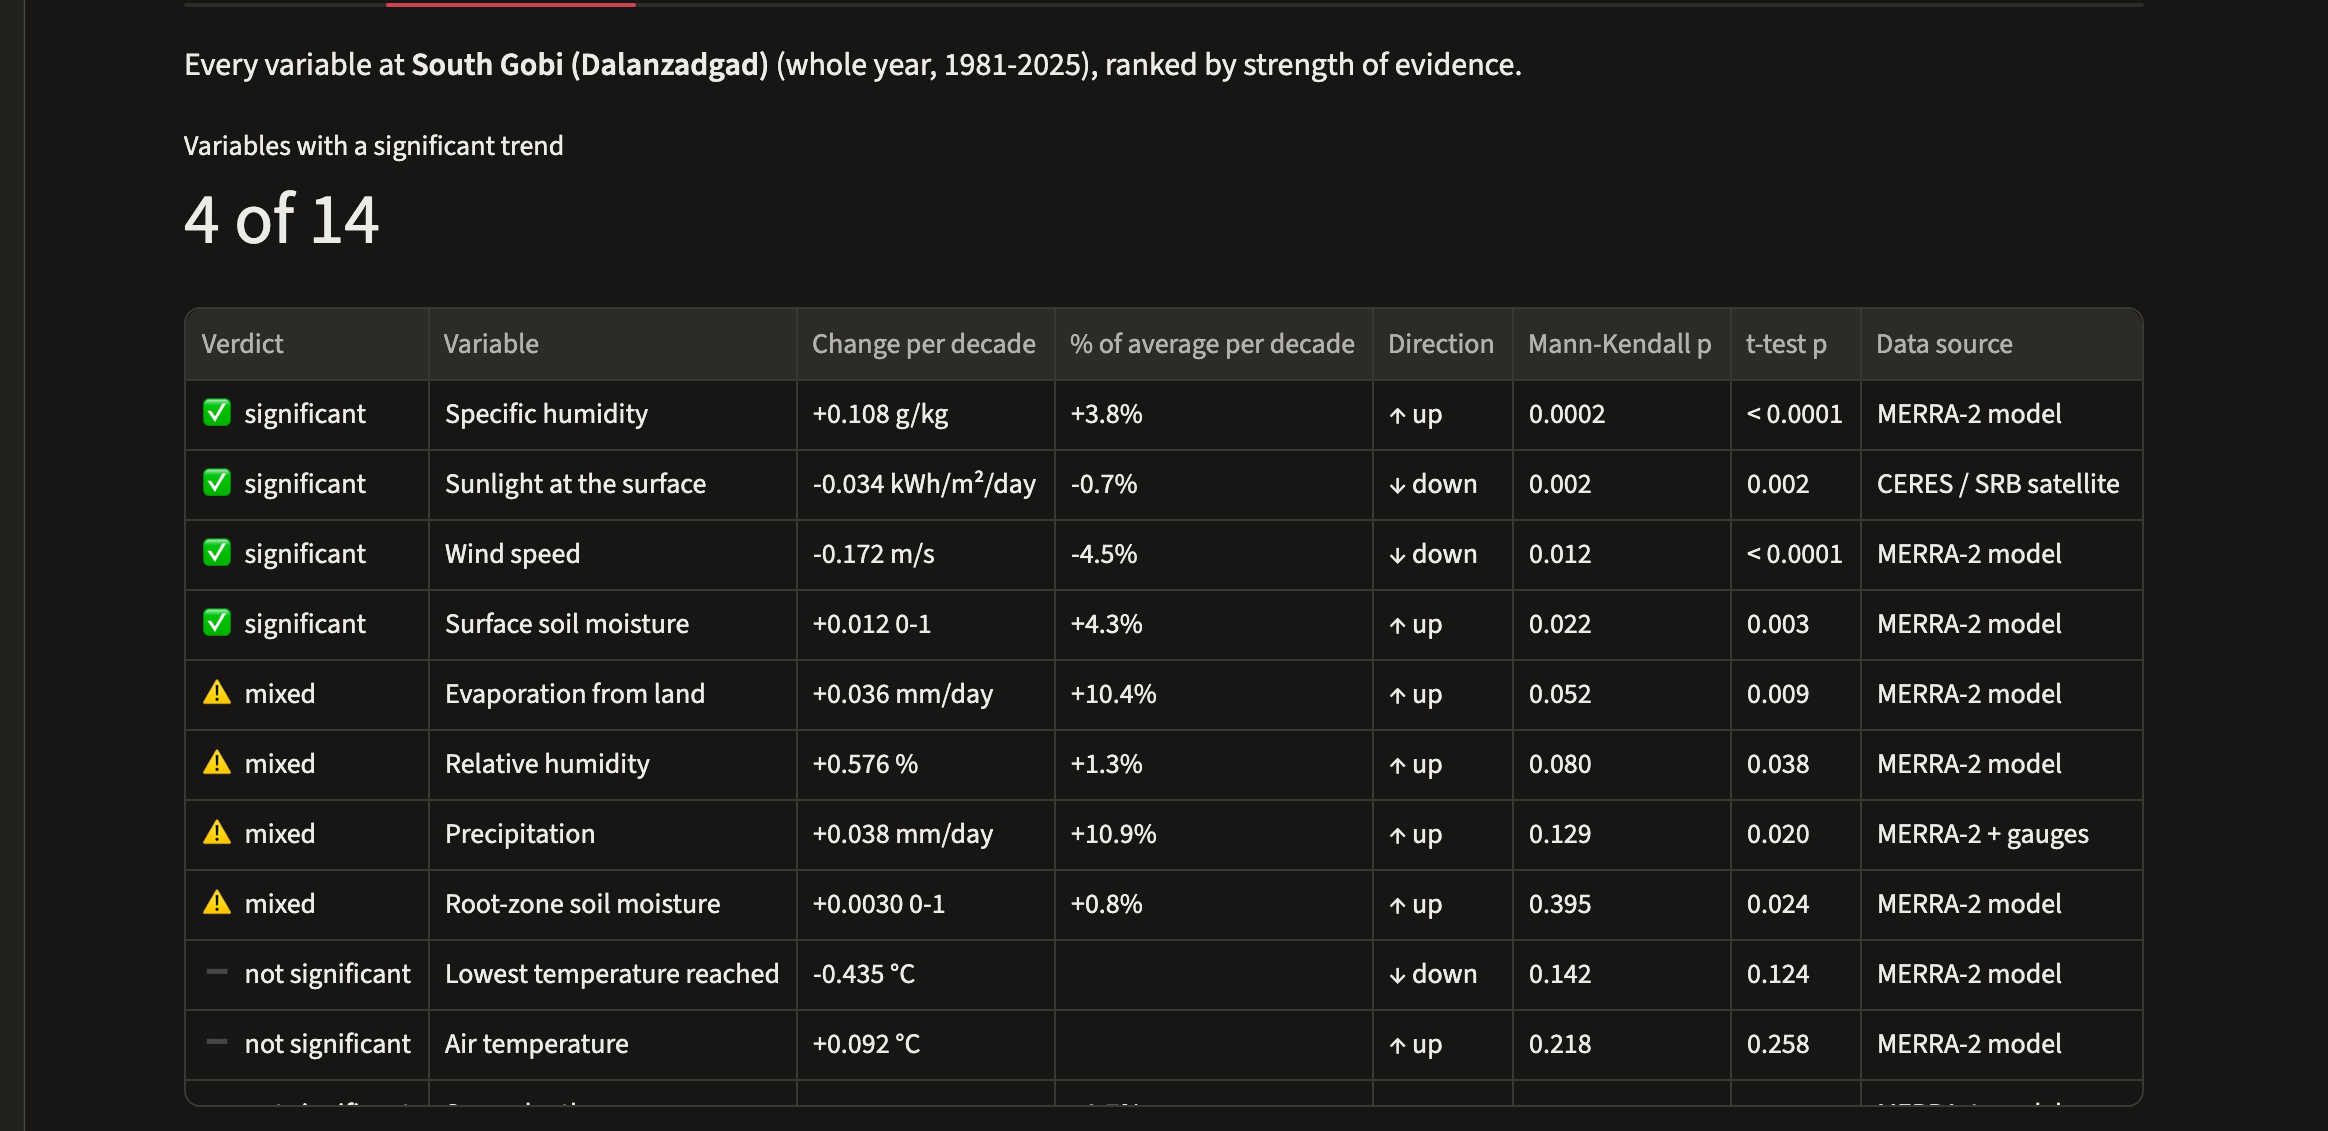 Every variable at South Gobi (Dalanzadgad) (whole year, 1981-2025), ranked by strength of evidence.
Variables with a significant trend
4 of 14
Verdict Variable Change per decade % of average per decade Direction Mann-Kendall p t-test p Data source
✅ significant Specific humidity +0.108 g/kg +3.8% ↑ up 0.0002 < 0.0001 MERRA-2 model
✅ significant Sunlight at the surface -0.034 kWh/m²/day -0.7% ↓ down 0.002 0.002 CERES / SRB satellite
✅ significant Wind speed -0.172 m/s -4.5% ↓ down 0.012 < 0.0001 MERRA-2 model
✅ significant Surface soil moisture +0.012 0-1 +4.3% ↑ up 0.022 0.003 MERRA-2 model
⚠️ mixed Evaporation from land +0.036 mm/day +10.4% ↑ up 0.052 0.009 MERRA-2 model
⚠️ mixed Relative humidity +0.576 % +1.3% ↑ up 0.080 0.038 MERRA-2 model
⚠️ mixed Precipitation +0.038 mm/day +10.9% ↑ up 0.129 0.020 MERRA-2 + gauges
⚠️ mixed Root-zone soil moisture +0.0030 0-1 +0.8% ↑ up 0.395 0.024 MERRA-2 model
➖ not significant Lowest temperature reached -0.435 °C ↓ down 0.142 0.124 MERRA-2 model
➖ not significant Air temperature +0.092 °C ↑ up 0.218 0.258 MERRA-2 model